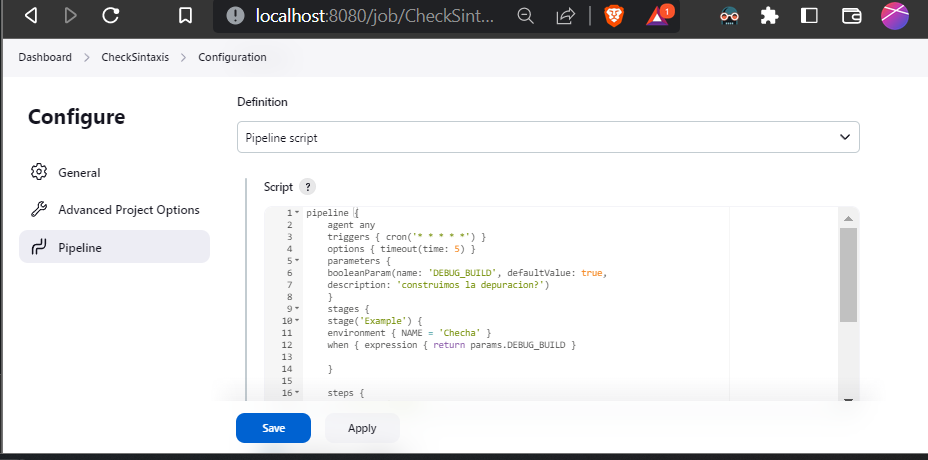 localhost:8080/job/CheckSint...
1
Dashboard > CheckSintaxis > Configuration
Configure
General
Advanced Project Options
Pipeline
Definition
Pipeline script
Script ?
1 pipeline {
2 agent any
3 triggers { cron('* * * * *') }
4 options { timeout(time: 5) }
5 parameters {
6 booleanParam(name: 'DEBUG_BUILD', defaultValue: true,
7 description: 'construimos la depuracion?')
8 }
9 stages {
10 stage('Example') {
11 environment { NAME = 'Checha' }
12 when { expression { return params.DEBUG_BUILD }
13
14 }
15
16 steps {
Save
Apply